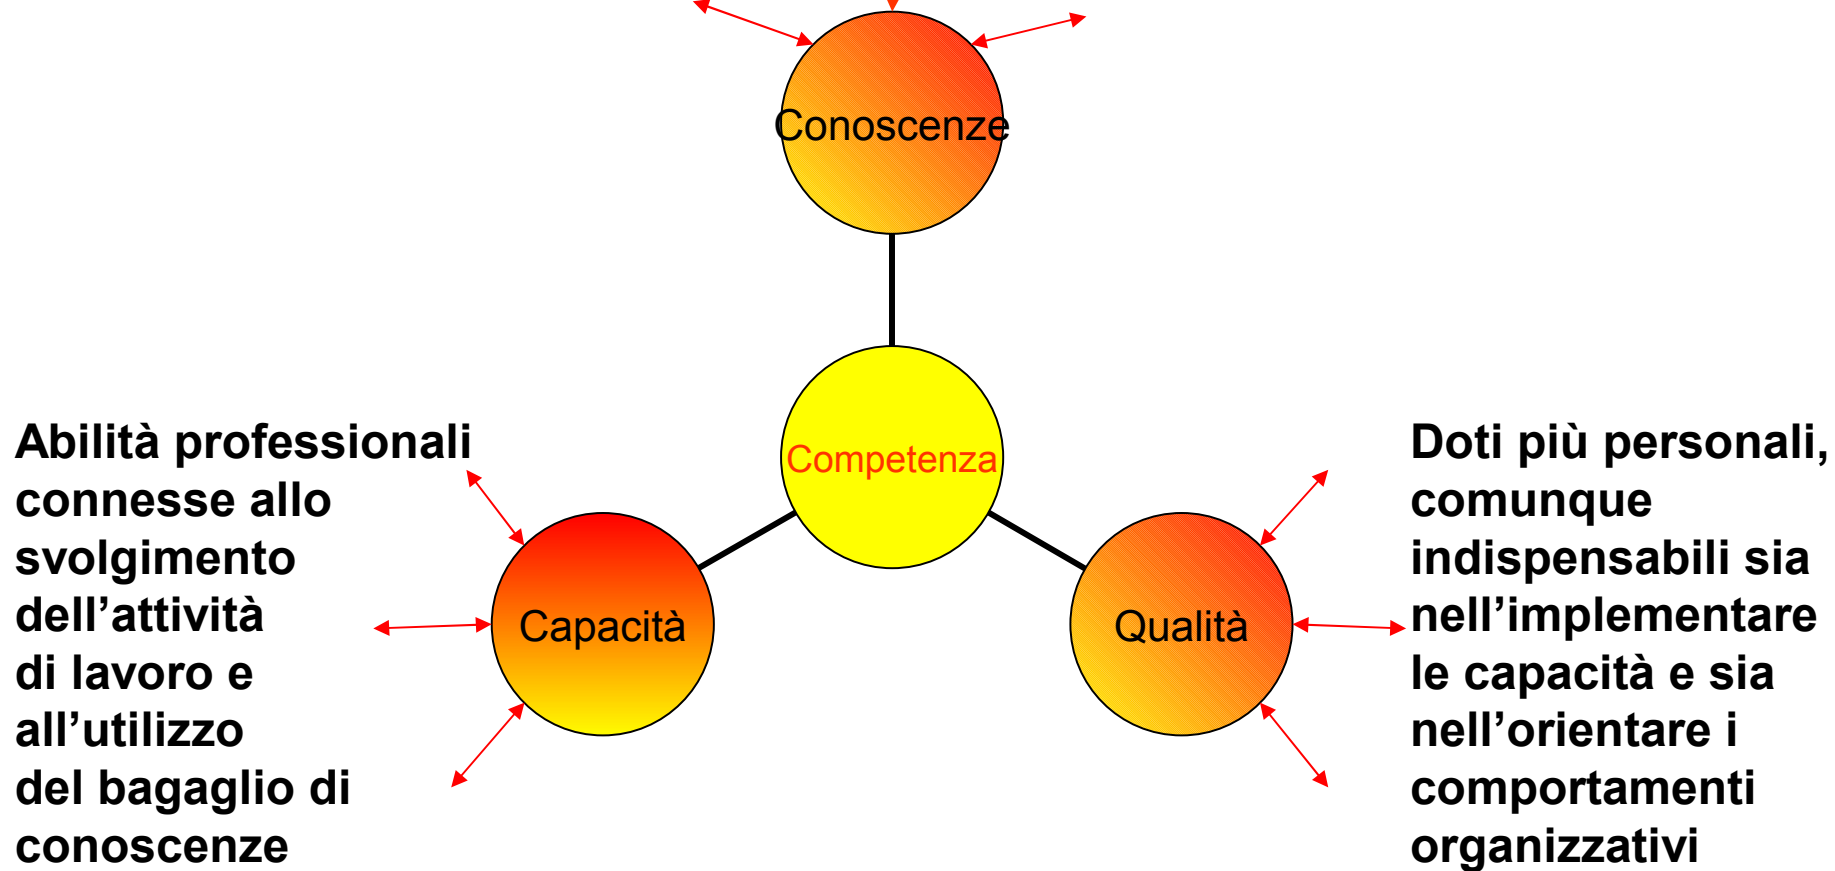 Conoscenze
Competenza
Abilità professionali
connesse allo
svolgimento
dell’attività
di lavoro e
all’utilizzo
del bagaglio di
conoscenze
Capacità
Qualità
Doti più personali,
comunque
indispensabili sia
nell’implementare
le capacità e sia
nell’orientare i
comportamenti
organizzativi